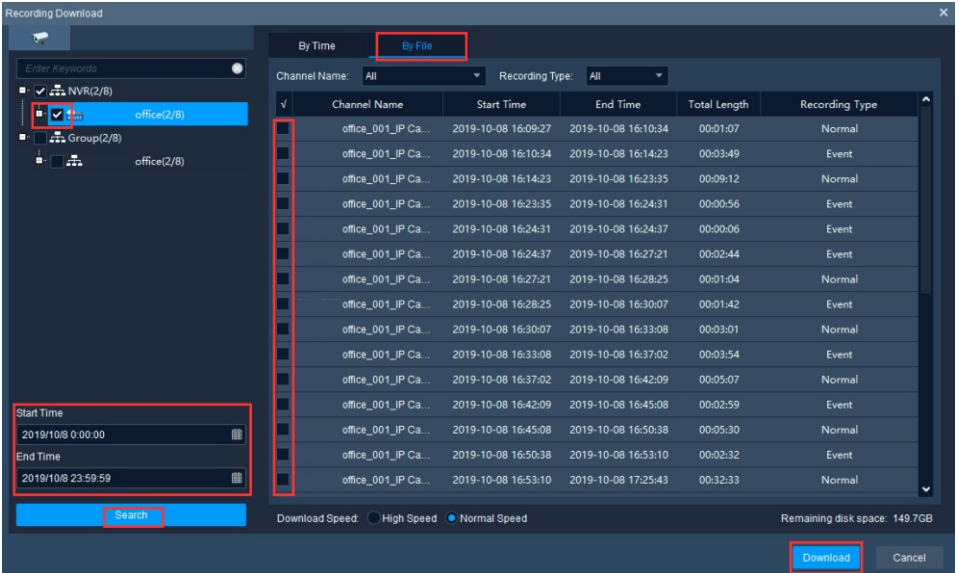 Recording Download
Enter Keywords
NVR(2/8)
office(2/8)
Group(2/8)
office(2/8)
Start Time
2019/10/8 0:00:00
End Time
2019/10/8 23:59:59
Search
By Time By File
Channel Name: All Recording Type: All
√ Channel Name Start Time End Time Total Length Recording Type
office_001_IP Ca... 2019-10-08 16:09:27 2019-10-08 16:10:34 00:01:07 Normal
office_001_IP Ca... 2019-10-08 16:10:34 2019-10-08 16:14:23 00:03:49 Event
office_001_IP Ca... 2019-10-08 16:14:23 2019-10-08 16:23:35 00:09:12 Normal
office_001_IP Ca... 2019-10-08 16:23:35 2019-10-08 16:24:31 00:00:56 Event
office_001_IP Ca... 2019-10-08 16:24:31 2019-10-08 16:24:37 00:00:06 Event
office_001_IP Ca... 2019-10-08 16:24:37 2019-10-08 16:27:21 00:02:44 Event
office_001_IP Ca... 2019-10-08 16:27:21 2019-10-08 16:28:25 00:01:04 Normal
office_001_IP Ca... 2019-10-08 16:28:25 2019-10-08 16:30:07 00:01:42 Event
office_001_IP Ca... 2019-10-08 16:30:07 2019-10-08 16:33:08 00:03:01 Normal
office_001_IP Ca... 2019-10-08 16:33:08 2019-10-08 16:37:02 00:03:54 Event
office_001_IP Ca... 2019-10-08 16:37:02 2019-10-08 16:42:09 00:05:07 Normal
office_001_IP Ca... 2019-10-08 16:42:09 2019-10-08 16:45:08 00:02:59 Event
office_001_IP Ca... 2019-10-08 16:45:08 2019-10-08 16:50:38 00:05:30 Normal
office_001_IP Ca... 2019-10-08 16:50:38 2019-10-08 16:53:10 00:02:32 Event
office_001_IP Ca... 2019-10-08 16:53:10 2019-10-08 17:25:43 00:32:33 Normal
Download Speed: High Speed Normal Speed Remaining disk space: 149.7GB
Download Cancel